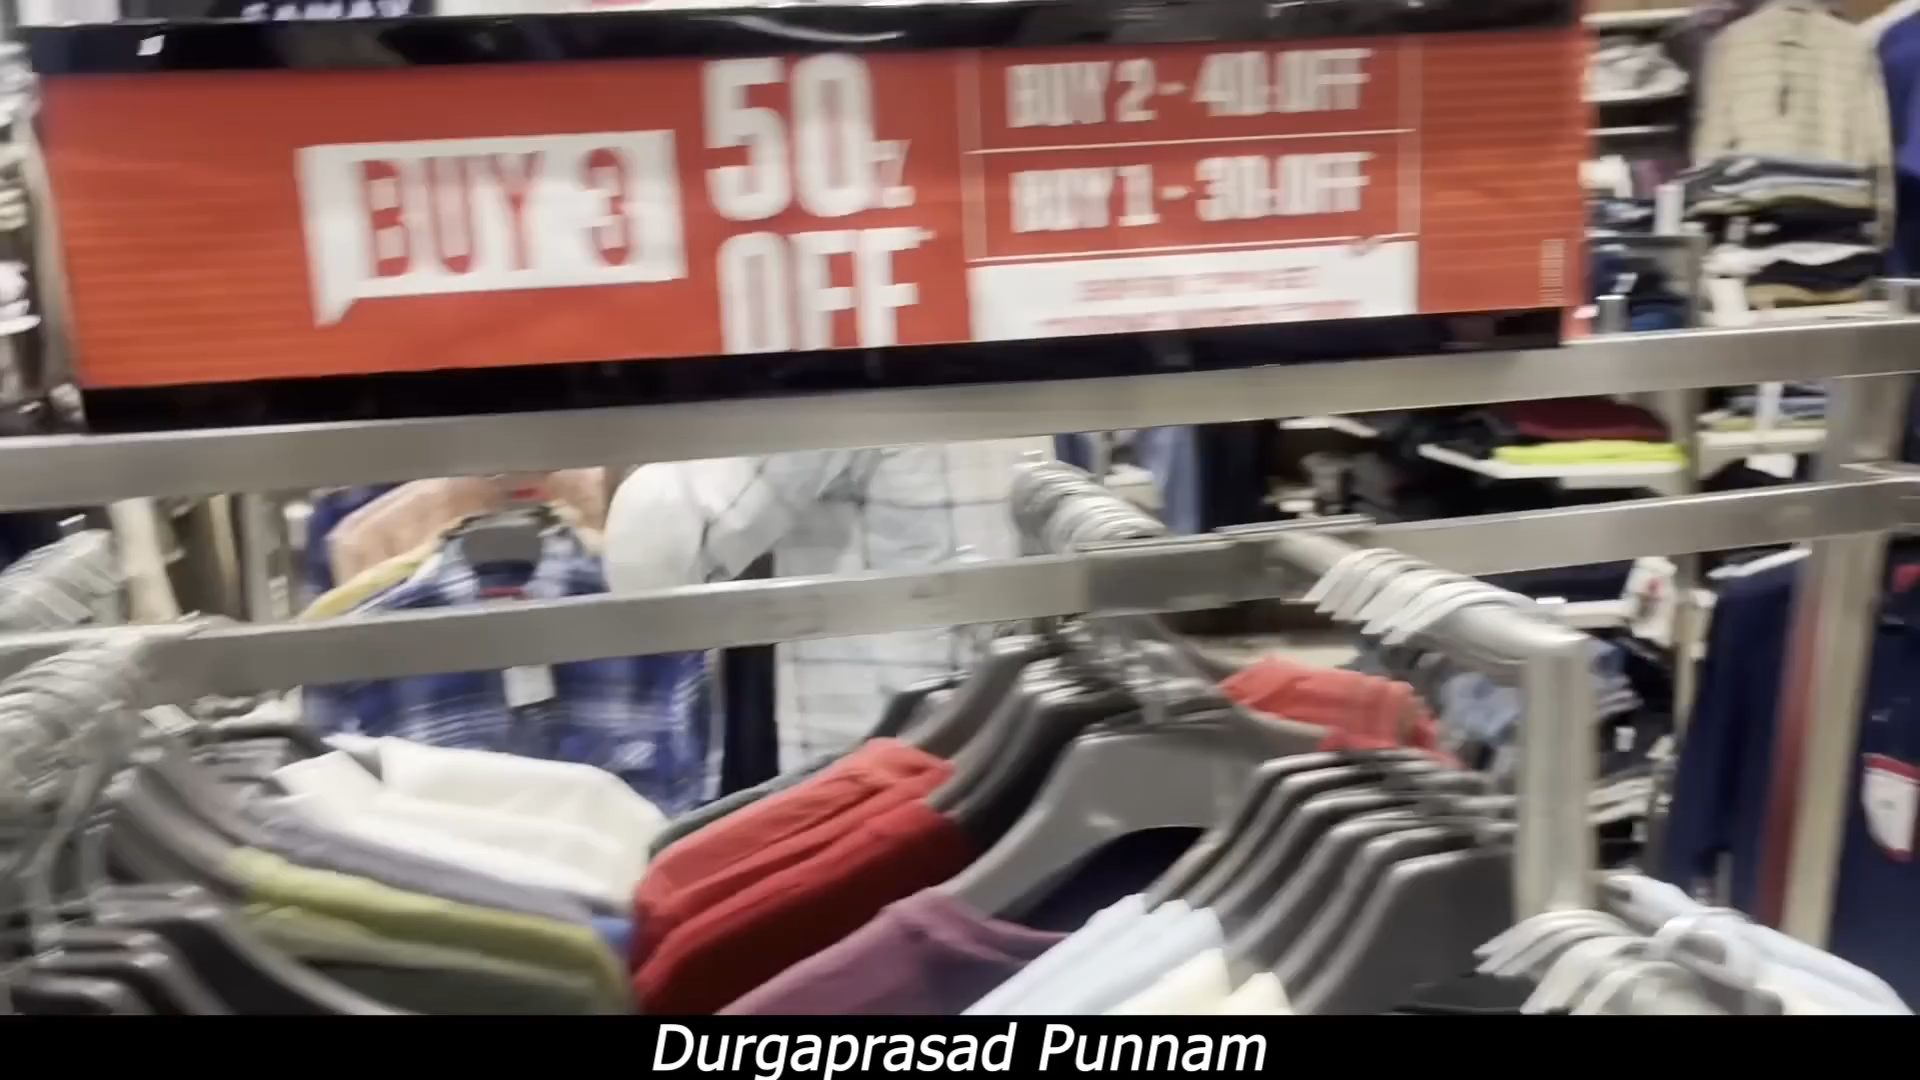 BUY 3
50%
OFF
BUY 2 - 40% OFF
BUY 1 - 30% OFF
Durgaprasad Punnam